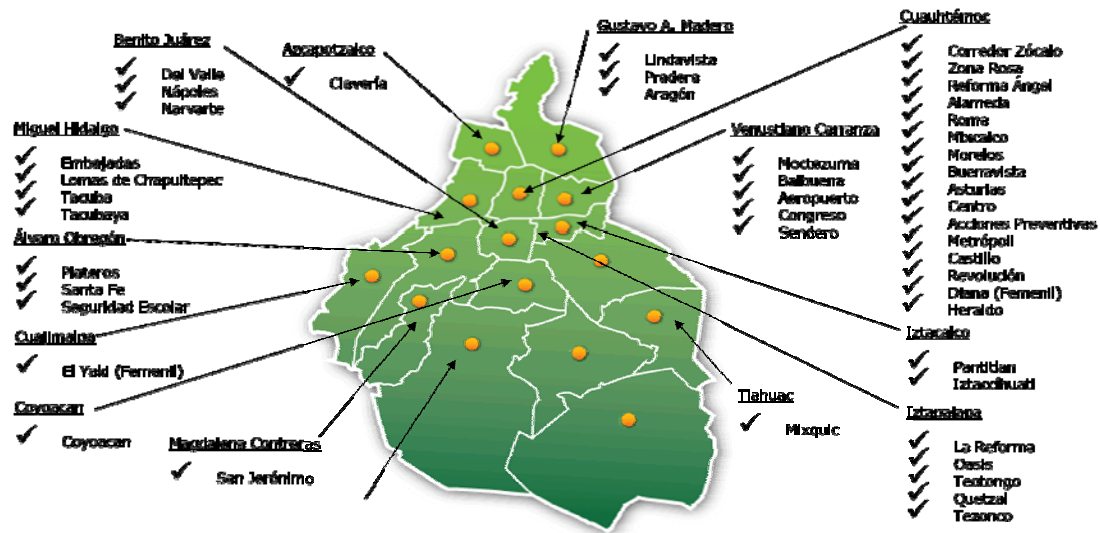 Benito Juárez
Del Valle
Nápoles
Narvarte
Azcapotzalco
Clavería
Gustavo A. Madero
Lindavista
Pradera
Aragón
Cuauhtémoc
Corredor Zócalo
Zona Rosa
Reforma Ángel
Alameda
Roma
Mixcalco
Morelos
Buenavista
Asturias
Centro
Acciones Preventivas
Metrópoli
Castillo
Revolución
Diana (Femenil)
Heraldo
Miguel Hidalgo
Embajadas
Lomas de Chapultepec
Tacuba
Tacubaya
Venustiano Carranza
Moctezuma
Balbuena
Aeropuerto
Congreso
Sendero
Álvaro Obregón
Plateros
Santa Fe
Seguridad Escolar
Cuajimalpa
El Yaki (Femenil)
Iztacalco
Pantitlan
Iztaccihuatl
Coyoacan
Coyoacan
Magdalena Contreras
San Jerónimo
Tlahuac
Mixquic
Iztapalapa
La Reforma
Oasis
Teotongo
Quetzal
Tezonco